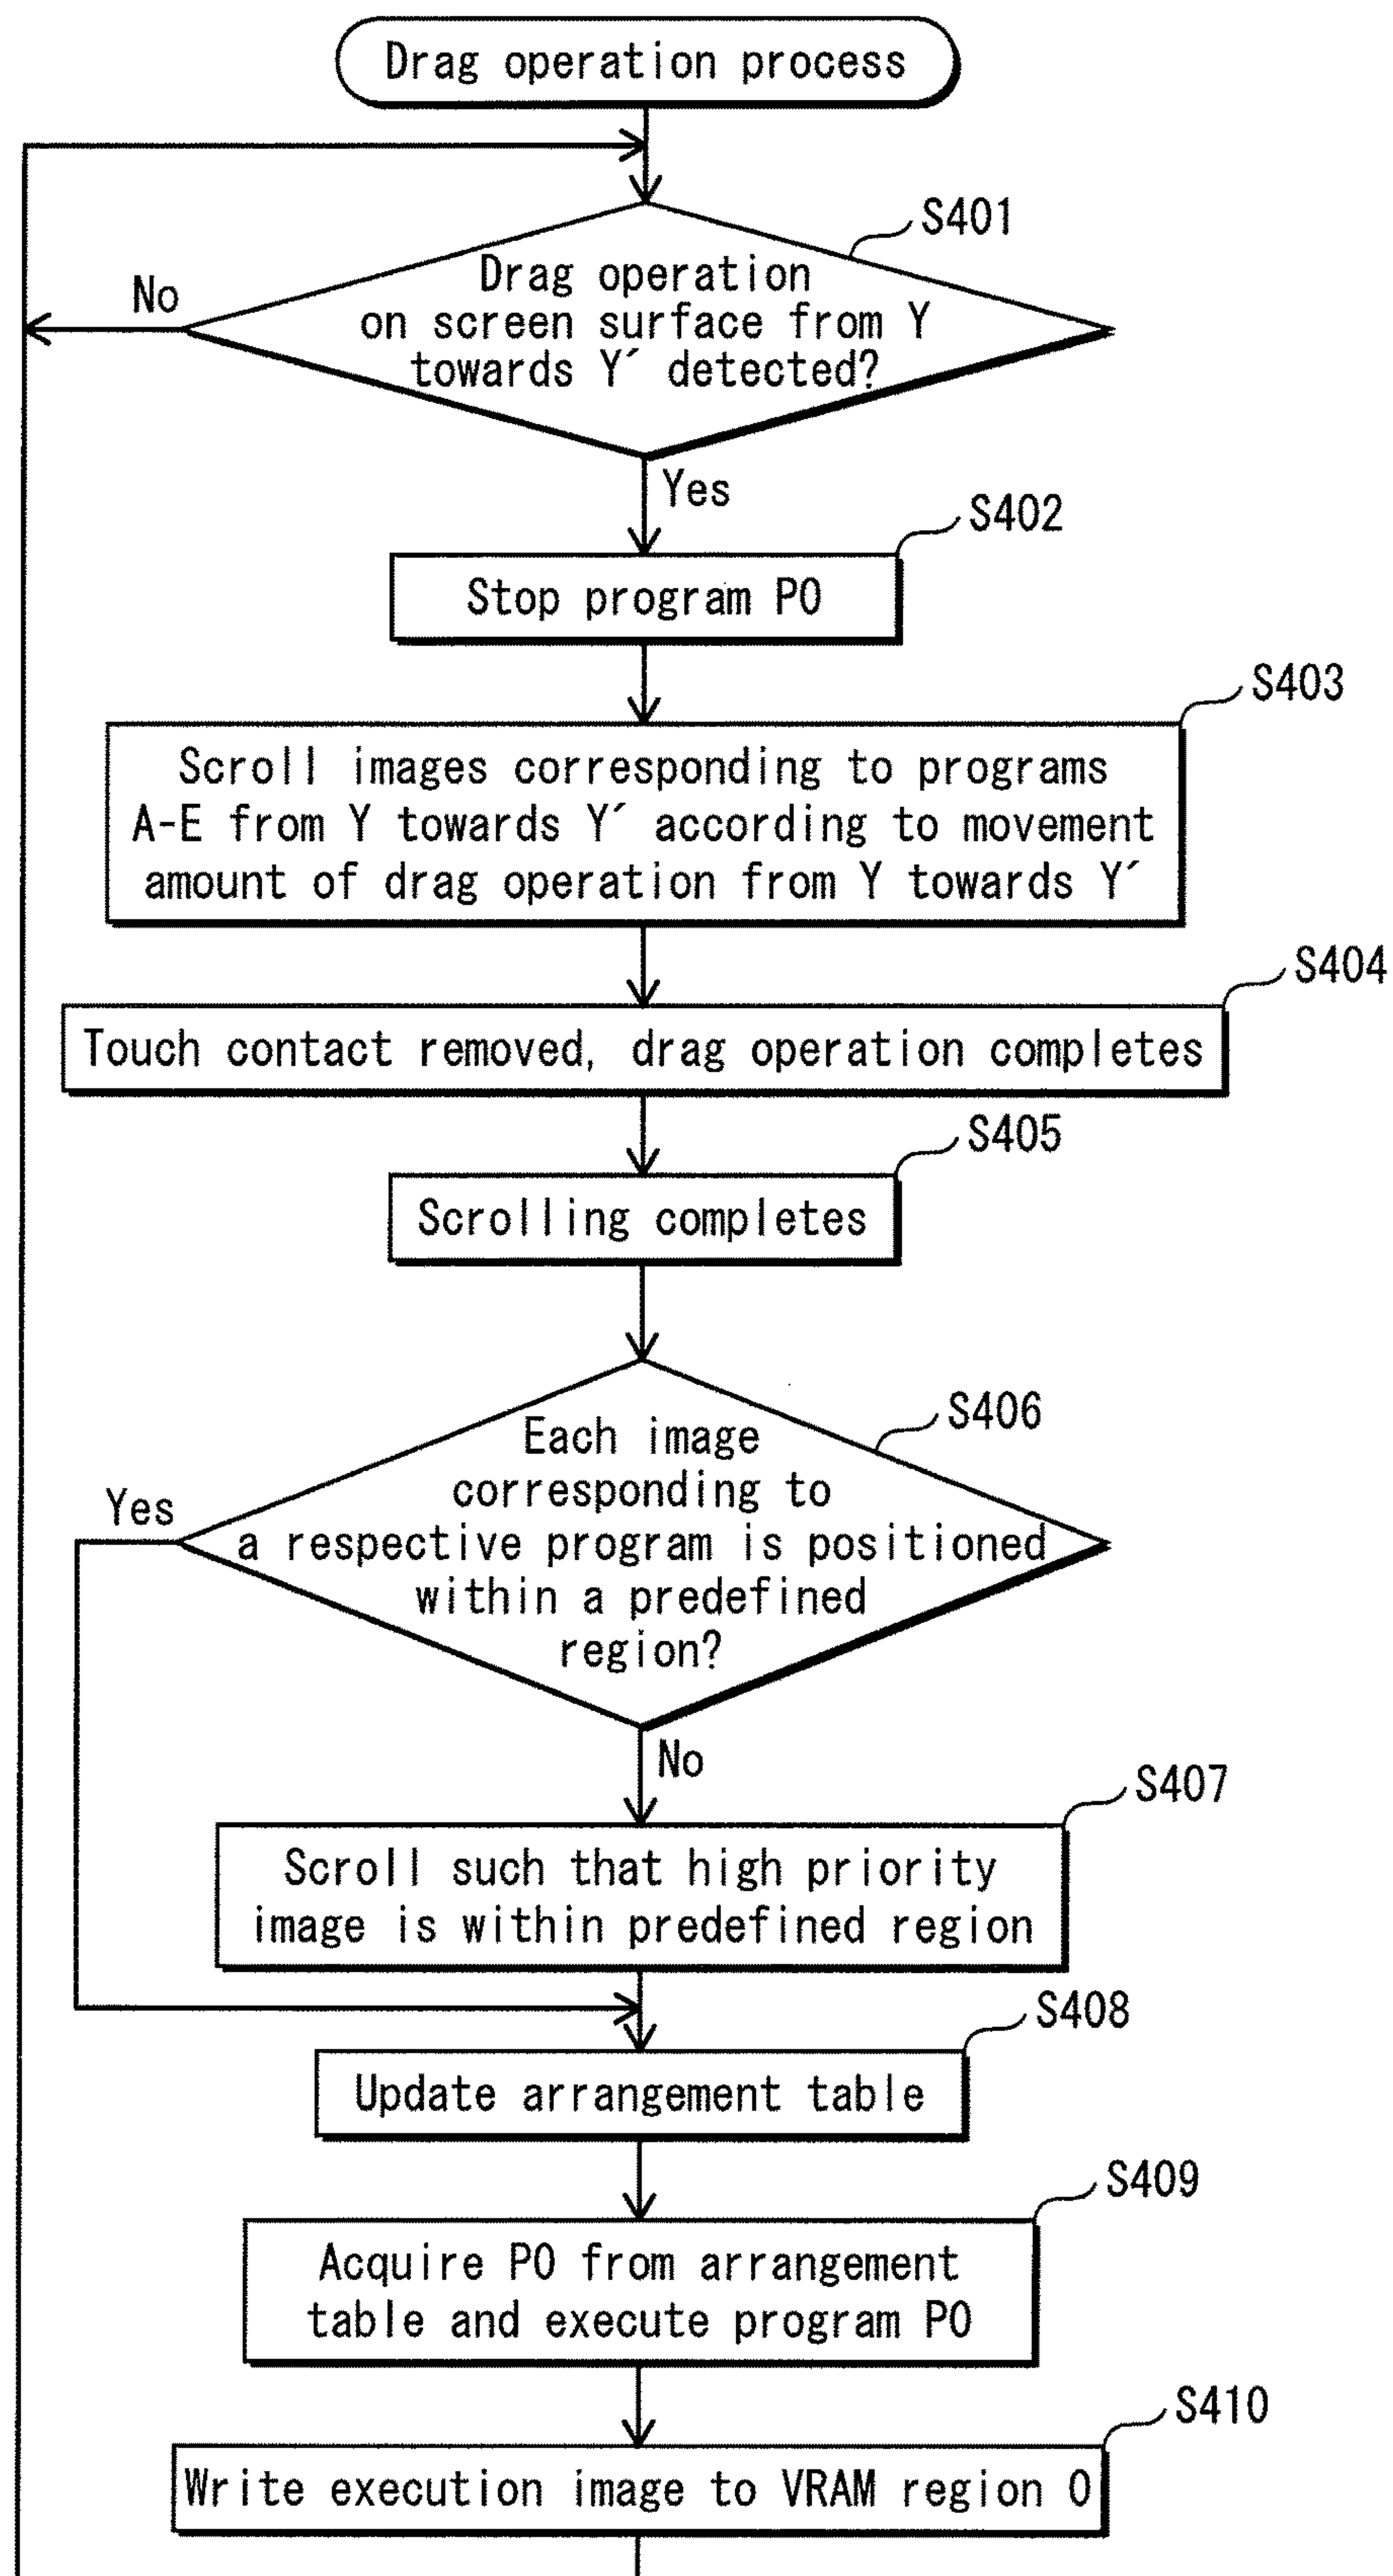 Drag operation process
S401
Drag operation
on screen surface from Y
towards Y´ detected?
No
Yes
S402
Stop program P0
S403
Scroll images corresponding to programs
A-E from Y towards Y´ according to movement
amount of drag operation from Y towards Y´
S404
Touch contact removed, drag operation completes
S405
Scrolling completes
S406
Each image
corresponding to
a respective program is positioned
within a predefined
region?
Yes
No
S407
Scroll such that high priority
image is within predefined region
S408
Update arrangement table
S409
Acquire P0 from arrangement
table and execute program P0
S410
Write execution image to VRAM region 0